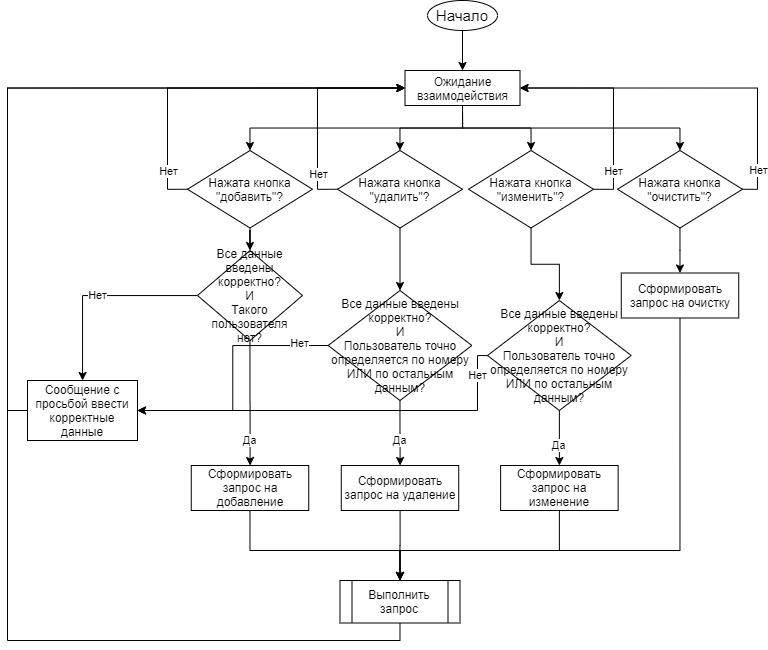 Начало
Ожидание
взаимодействия
Нет
Нет
Нет
Нет
Нажата кнопка
"добавить"?
Нажата кнопка
"удалить"?
Нажата кнопка
"изменить"?
Нажата кнопка
"очистить"?
Все данные
введены
корректно?
И
Такого
пользователя
нет?
Сформировать
запрос на очистку
Нет
Все данные введены
корректно?
И
Пользователь точно
определяется по номеру
ИЛИ по остальным
данным?
Все данные введены
корректно?
И
Пользователь точно
определяется по номеру
ИЛИ по остальным
данным?
Нет
Нет
Сообщение с
просьбой ввести
корректные
данные
Да
Да
Да
Сформировать
запрос на
добавление
Сформировать
запрос на удаление
Сформировать
запрос на
изменение
Выполнить
запрос